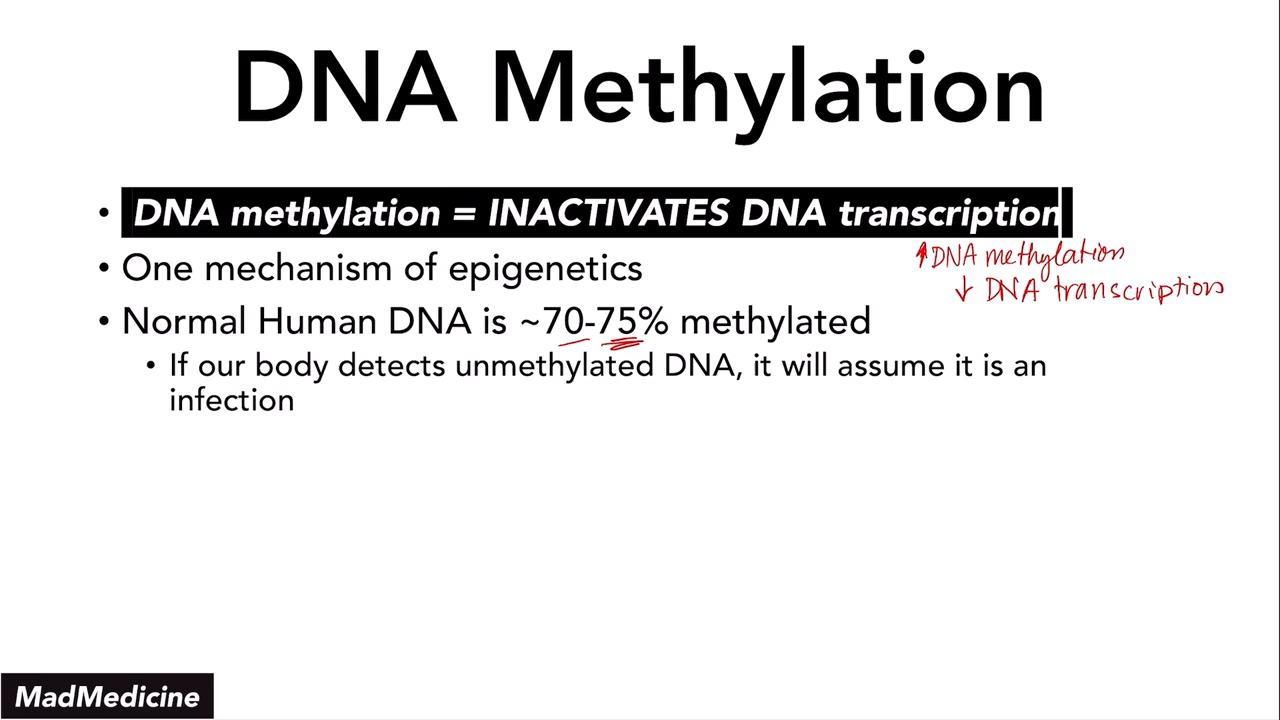 DNA Methylation
• DNA methylation = INACTIVATES DNA transcription
↑ DNA methylation
• One mechanism of epigenetics
↓ DNA transcription
• Normal Human DNA is ~70-75% methylated
• If our body detects unmethylated DNA, it will assume it is an
infection
MadMedicine